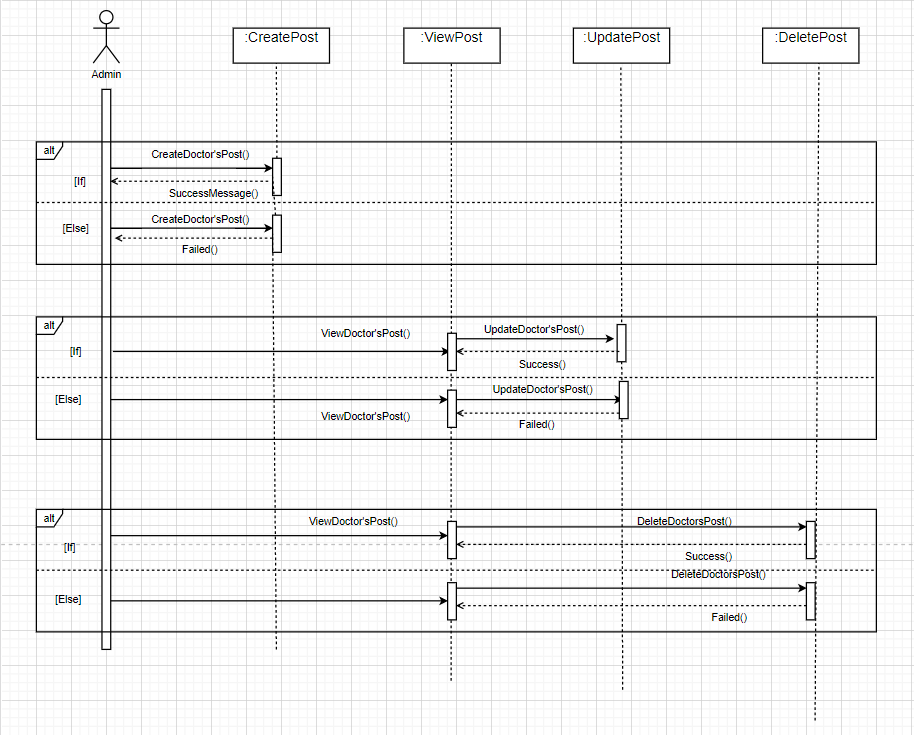 :CreatePost
:ViewPost
:UpdatePost
:DeletePost
Admin
alt
CreateDoctor'sPost()
[If]
SuccessMessage()
CreateDoctor'sPost()
[Else]
Failed()
alt
ViewDoctor'sPost()
UpdateDoctor'sPost()
[If]
Success()
UpdateDoctor'sPost()
[Else]
ViewDoctor'sPost()
Failed()
alt
ViewDoctor'sPost()
DeleteDoctorsPost()
[If]
Success()
DeleteDoctorsPost()
[Else]
Failed()